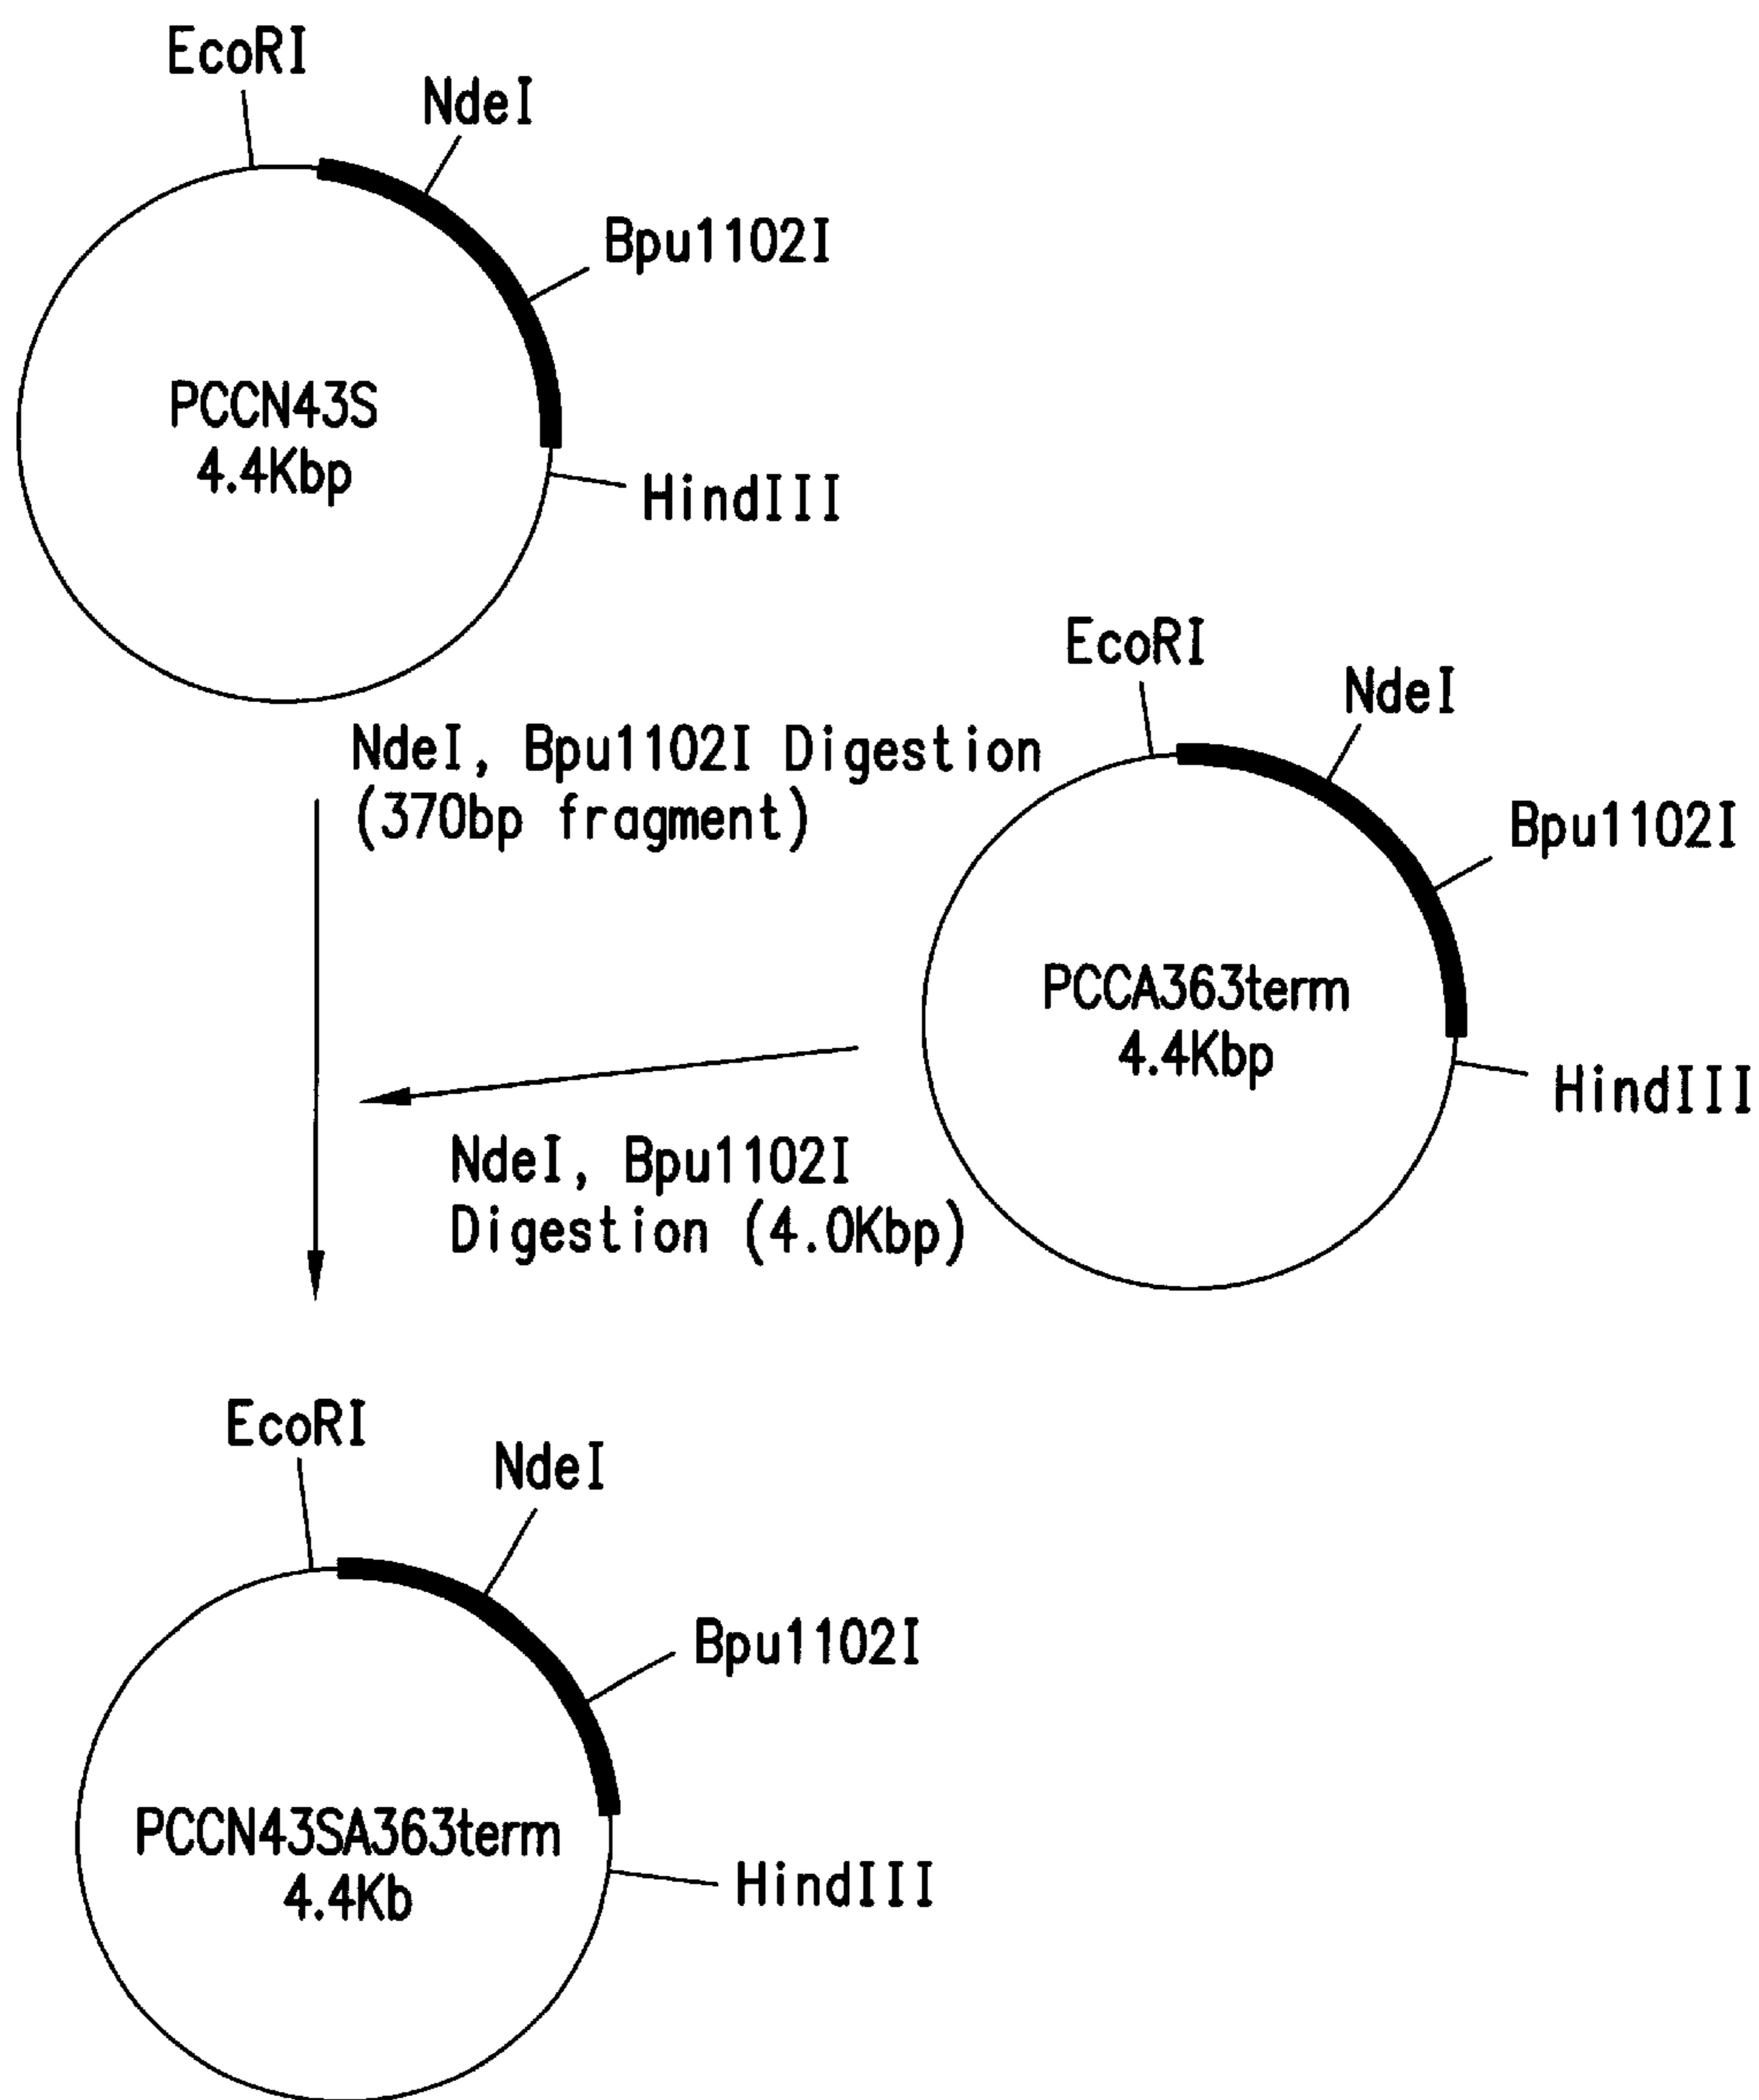 EcoRI
NdeI
Bpu1102I
PCCN43S
4.4Kbp
HindIII
NdeI, Bpu1102I Digestion
(370bp fragment)
EcoRI
NdeI
Bpu1102I
PCCA363term
4.4Kbp
HindIII
NdeI, Bpu1102I
Digestion (4.0Kbp)
EcoRI
NdeI
Bpu1102I
PCCN43SA363term
4.4Kb
HindIII